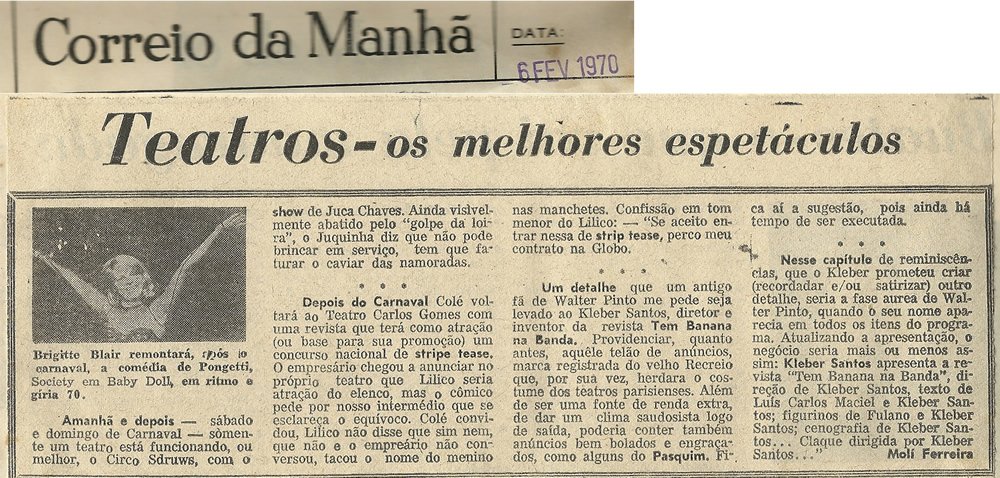 Correio da Manhã
DATA:
6 FEV. 1970
Teatros - os melhores espetáculos
Brigitte Blair remontará, após o
carnaval, a comédia de Pongetti,
Society em Baby Doll, em ritmo e
gíria 70.
Amanhã e depois — sábado
e domingo de Carnaval — sòmen-
te um teatro está funcionando, ou
melhor, o Circo Sdruws, com o
show de Juca Chaves. Ainda visivel-
mente abatido pelo "golpe da loi-
ra", o Juquinha diz que não pode
brincar em serviço, tem que fa-
turar o caviar das namoradas.
* * *
Depois do Carnaval Colé vol-
tará ao Teatro Carlos Gomes com
uma revista que terá como atração
(ou base para sua promoção) um
concurso nacional de stripe tease.
O empresário chegou a anunciar no
próprio teatro que Lilico seria
atração do elenco, mas o cômico
pede por nosso intermédio que se
esclareça o equívoco. Colé convi-
dou, Lilico não disse que sim nem,
que não e o empreário não con-
versou, tacou o nome do menino
nas manchetes. Confissão em tom
menor do Lilico: — "Se aceito en-
trar nessa de strip tease, perco meu
contrato na Globo.
* * *
Um detalhe que um antigo
fã de Walter Pinto me pede seja
levado ao Kleber Santos, diretor e
inventor da revista Tem Banana
na Banda. Providenciar, quanto
antes, aquêle telão de anúncios,
marca registrada do velho Recreio
que, por sua vez, herdara o cos-
tume dos teatros parisienses. Além
de ser uma fonte de renda extra,
de dar um clima saudosista logo
de saída, poderia conter também
anúncios bem bolados e engraça-
dos, como alguns do Pasquim. Fi-
ca aí a sugestão, pois ainda há
tempo de ser executada.
* * *
Nesse capítulo de reminiscên-
cias, que o Kleber prometeu criar
(recordadar e/ou satirizar) outro
detalhe, seria a fase aurea de Wal-
ter Pinto, quando o seu nome apa-
recia em todos os itens do progra-
ma. Atualizando a apresentação, o
negócio seria mais ou menos as-
sim: Kleber Santos apresenta a re-
vista "Tem Banana na Banda", di-
reção de Kleber Santos, texto de
Luís Carlos Maciel e Kleber San-
tos; figurinos de Fulano e Kleber
Santos; cenografia de Kleber San-
tos... Claque dirigida por Kleber
Santos..." Molí Ferreira